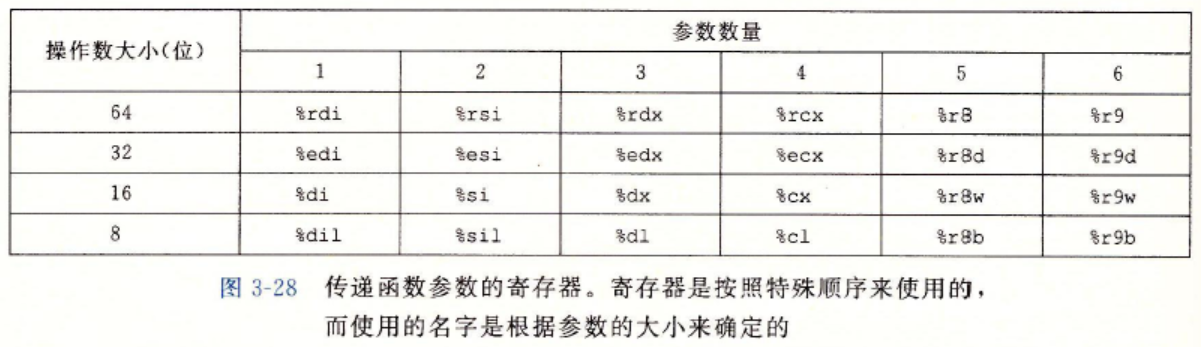 操作数大小(位) 参数数量
1 2 3 4 5 6
64 %rdi %rsi %rdx %rcx %r8 %r9
32 %edi %esi %edx %ecx %r8d %r9d
16 %di %si %dx %cx %r8w %r9w
8 %dil %sil %dl %cl %r8b %r9b
图 3-28 传递函数参数的寄存器。寄存器是按照特殊顺序来使用的，
而使用的名字是根据参数的大小来确定的